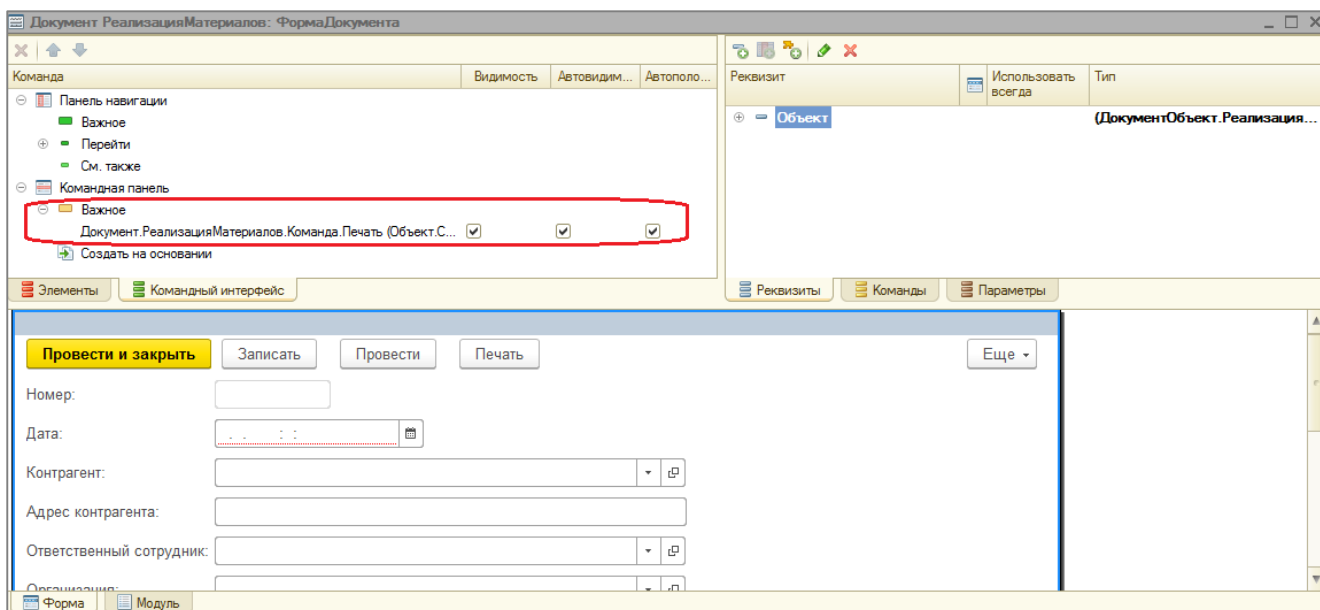 Документ РеализацияМатериалов: ФормаДокумента
Команда Видимость Автовидим... Автополо...
Панель навигации
Важное
Перейти
См. также
Командная панель
Важное
Документ.РеализацияМатериалов.Команда.Печать (Объект.С...
Создать на основании
Элементы Командный интерфейс
Реквизит Использовать всегда Тип
Объект (ДокументОбъект.Реализация...
Реквизиты Команды Параметры
Провести и закрыть Записать Провести Печать Еще
Номер:
Дата: . . : :
Контрагент:
Адрес контрагента:
Ответственный сотрудник:
Организация:
Форма Модуль